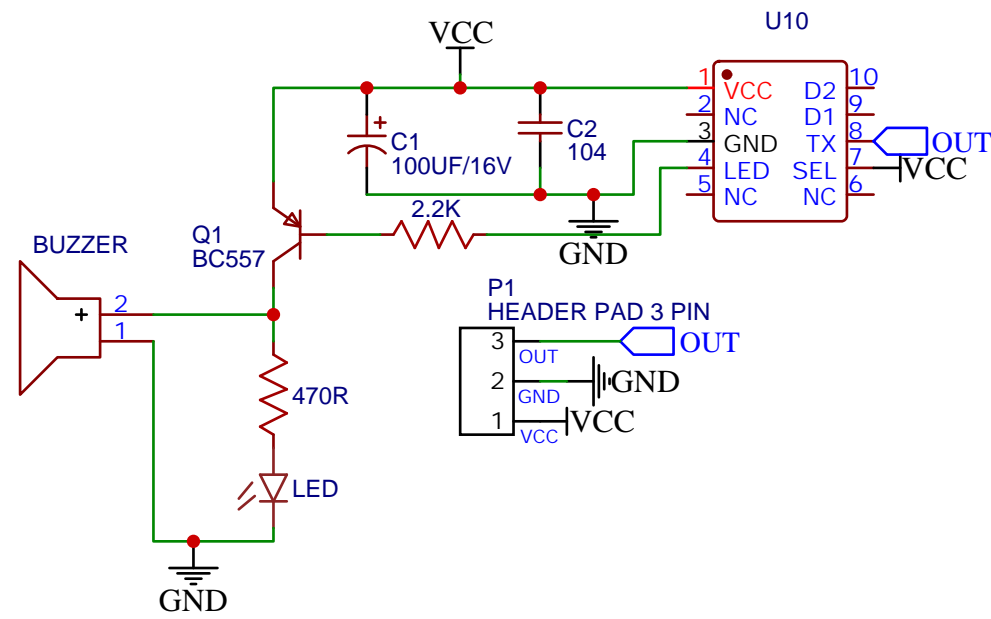 U10
VCC
1 VCC D2 10
2 NC D1 9
3 GND TX 8 OUT
4 LED SEL 7 VCC
5 NC NC 6
+ C1
100UF/16V
C2
104
2.2K
GND
Q1
BC557
BUZZER
+ 2
1
470R
LED
GND
P1
HEADER PAD 3 PIN
3 OUT OUT
2 GND GND
1 VCC VCC